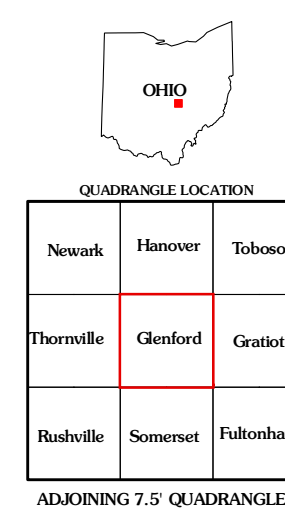 OHIO
QUADRANGLE LOCATION
Newark Hanover Toboso
Thornville Glenford Gratiot
Rushville Somerset Fultonha
ADJOINING 7.5' QUADRANGLE